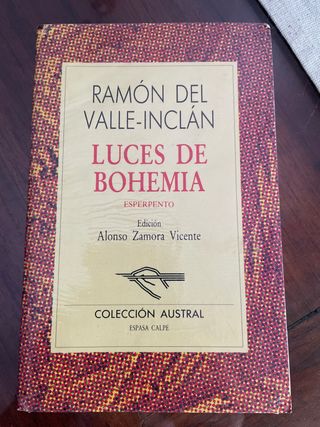 RAMÓN DEL
VALLE-INCLÁN
LUCES DE
BOHEMIA
ESPERPENTO
Edición
Alonso Zamora Vicente
COLECCIÓN AUSTRAL
ESPASA CALPE